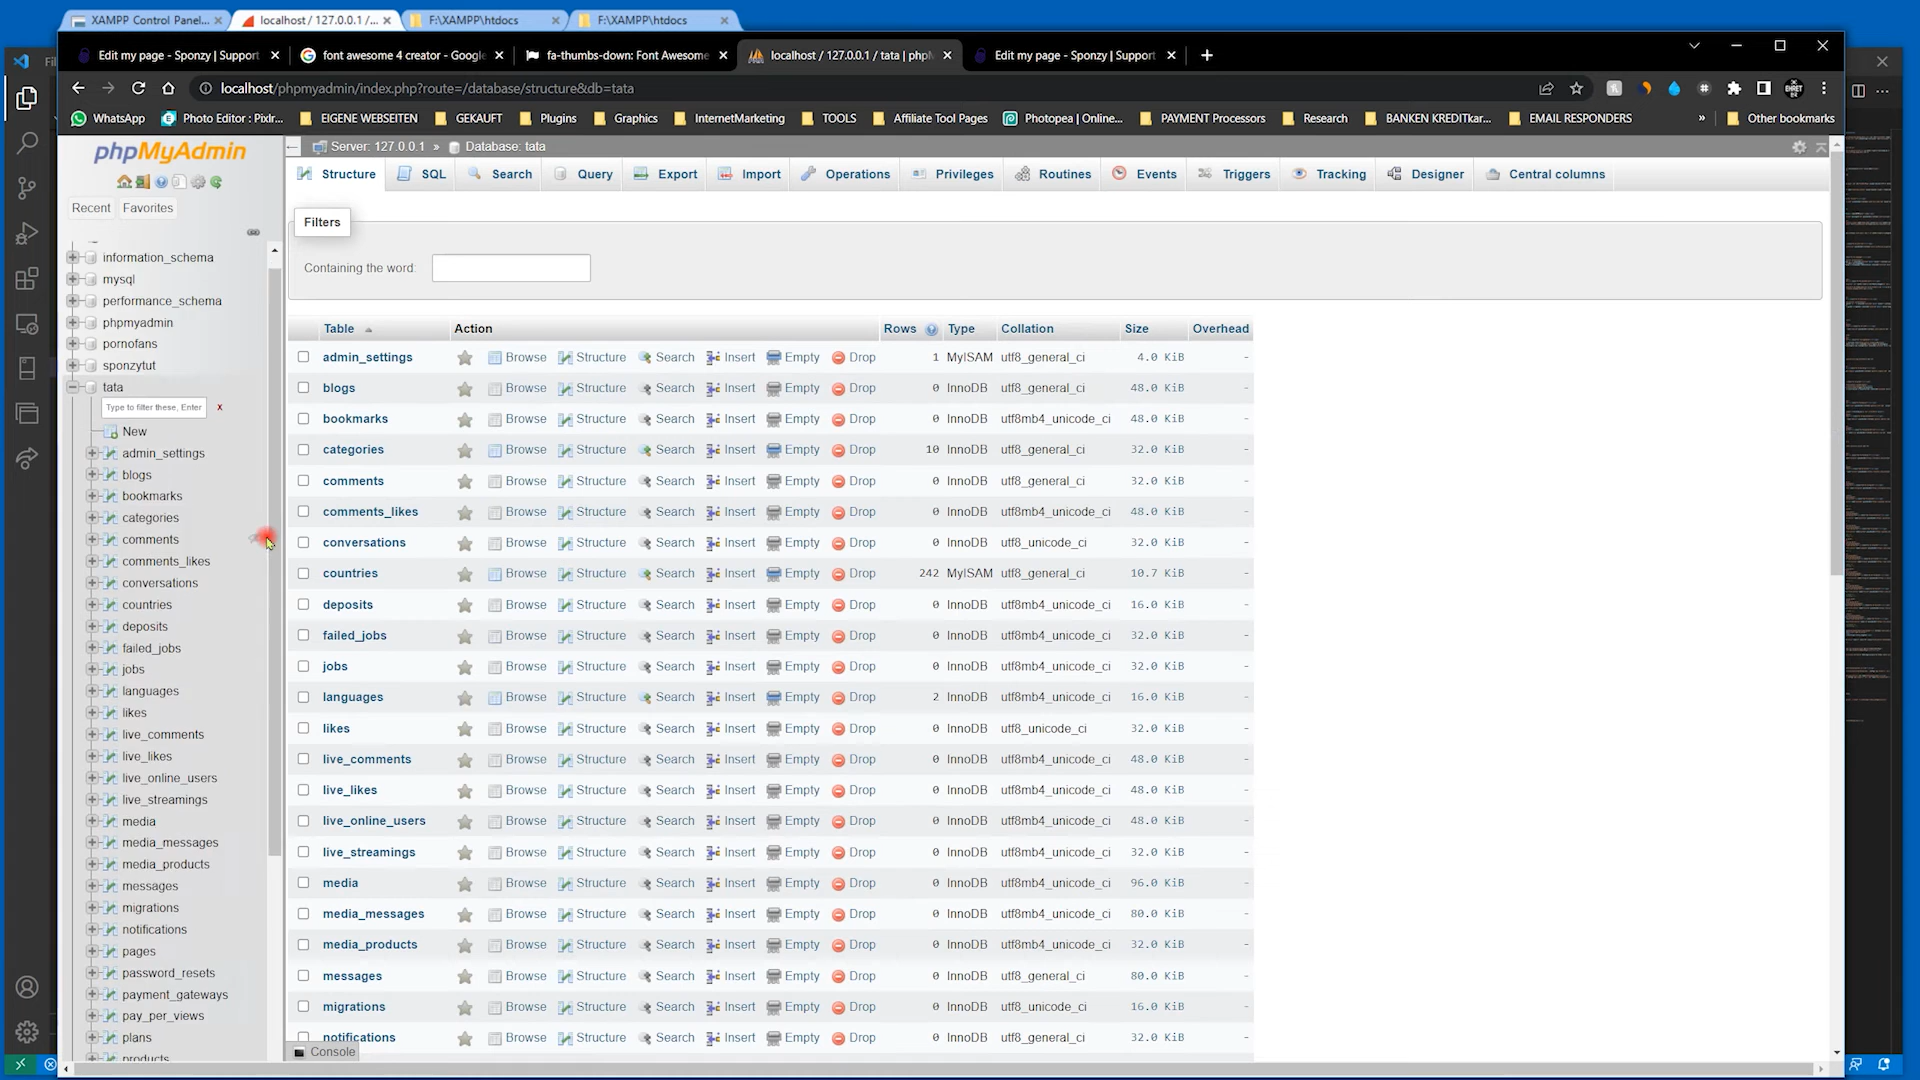 XAMPP Control Panel... × localhost / 127.0.0.1 /... × F:\XAMPP\htdocs × F:\XAMPP\htdocs ×
Edit my page - Sponzy | Support × font awesome 4 creator - Google × fa-thumbs-down: Font Awesome × localhost / 127.0.0.1 / tata | phpM × Edit my page - Sponzy | Support × +
localhost/phpmyadmin/index.php?route=/database/structure&db=tata
WhatsApp Photo Editor : Pixlr... EIGENE WEBSEITEN GEKAUFT Plugins Graphics InternetMarketing TOOLS Affiliate Tool Pages Photopea | Online... PAYMENT Processors Research BANKEN KREDITkar... EMAIL RESPONDERS » Other bookmarks
phpMyAdmin
Recent Favorites
information_schema
mysql
performance_schema
phpmyadmin
pornofans
sponzytut
tata
Type to filter these, Enter X
New
admin_settings
blogs
bookmarks
categories
comments
comments_likes
conversations
countries
deposits
failed_jobs
jobs
languages
likes
live_comments
live_likes
live_online_users
live_streamings
media
media_messages
media_products
messages
migrations
notifications
pages
password_resets
payment_gateways
pay_per_views
plans
products
Server: 127.0.0.1 » Database: tata
Structure SQL Search Query Export Import Operations Privileges Routines Events Triggers Tracking Designer Central columns
Filters
Containing the word:
Table Action Rows Type Collation Size Overhead
admin_settings Browse Structure Search Insert Empty Drop 1 MyISAM utf8_general_ci 4.0 KiB -
blogs Browse Structure Search Insert Empty Drop 0 InnoDB utf8_general_ci 48.0 KiB -
bookmarks Browse Structure Search Insert Empty Drop 0 InnoDB utf8mb4_unicode_ci 48.0 KiB -
categories Browse Structure Search Insert Empty Drop 10 InnoDB utf8_general_ci 32.0 KiB -
comments Browse Structure Search Insert Empty Drop 0 InnoDB utf8_general_ci 32.0 KiB -
comments_likes Browse Structure Search Insert Empty Drop 0 InnoDB utf8mb4_unicode_ci 48.0 KiB -
conversations Browse Structure Search Insert Empty Drop 0 InnoDB utf8_unicode_ci 32.0 KiB -
countries Browse Structure Search Insert Empty Drop 242 MyISAM utf8_general_ci 10.7 KiB -
deposits Browse Structure Search Insert Empty Drop 0 InnoDB utf8mb4_unicode_ci 16.0 KiB -
failed_jobs Browse Structure Search Insert Empty Drop 0 InnoDB utf8mb4_unicode_ci 32.0 KiB -
jobs Browse Structure Search Insert Empty Drop 0 InnoDB utf8mb4_unicode_ci 32.0 KiB -
languages Browse Structure Search Insert Empty Drop 2 InnoDB utf8mb4_unicode_ci 16.0 KiB -
likes Browse Structure Search Insert Empty Drop 0 InnoDB utf8_unicode_ci 32.0 KiB -
live_comments Browse Structure Search Insert Empty Drop 0 InnoDB utf8mb4_unicode_ci 48.0 KiB -
live_likes Browse Structure Search Insert Empty Drop 0 InnoDB utf8mb4_unicode_ci 48.0 KiB -
live_online_users Browse Structure Search Insert Empty Drop 0 InnoDB utf8mb4_unicode_ci 48.0 KiB -
live_streamings Browse Structure Search Insert Empty Drop 0 InnoDB utf8mb4_unicode_ci 32.0 KiB -
media Browse Structure Search Insert Empty Drop 0 InnoDB utf8mb4_unicode_ci 96.0 KiB -
media_messages Browse Structure Search Insert Empty Drop 0 InnoDB utf8mb4_unicode_ci 80.0 KiB -
media_products Browse Structure Search Insert Empty Drop 0 InnoDB utf8mb4_unicode_ci 32.0 KiB -
messages Browse Structure Search Insert Empty Drop 0 InnoDB utf8_general_ci 80.0 KiB -
migrations Browse Structure Search Insert Empty Drop 0 InnoDB utf8_unicode_ci 16.0 KiB -
notifications Browse Structure Search Insert Empty Drop 0 InnoDB utf8_general_ci 32.0 KiB -
Console